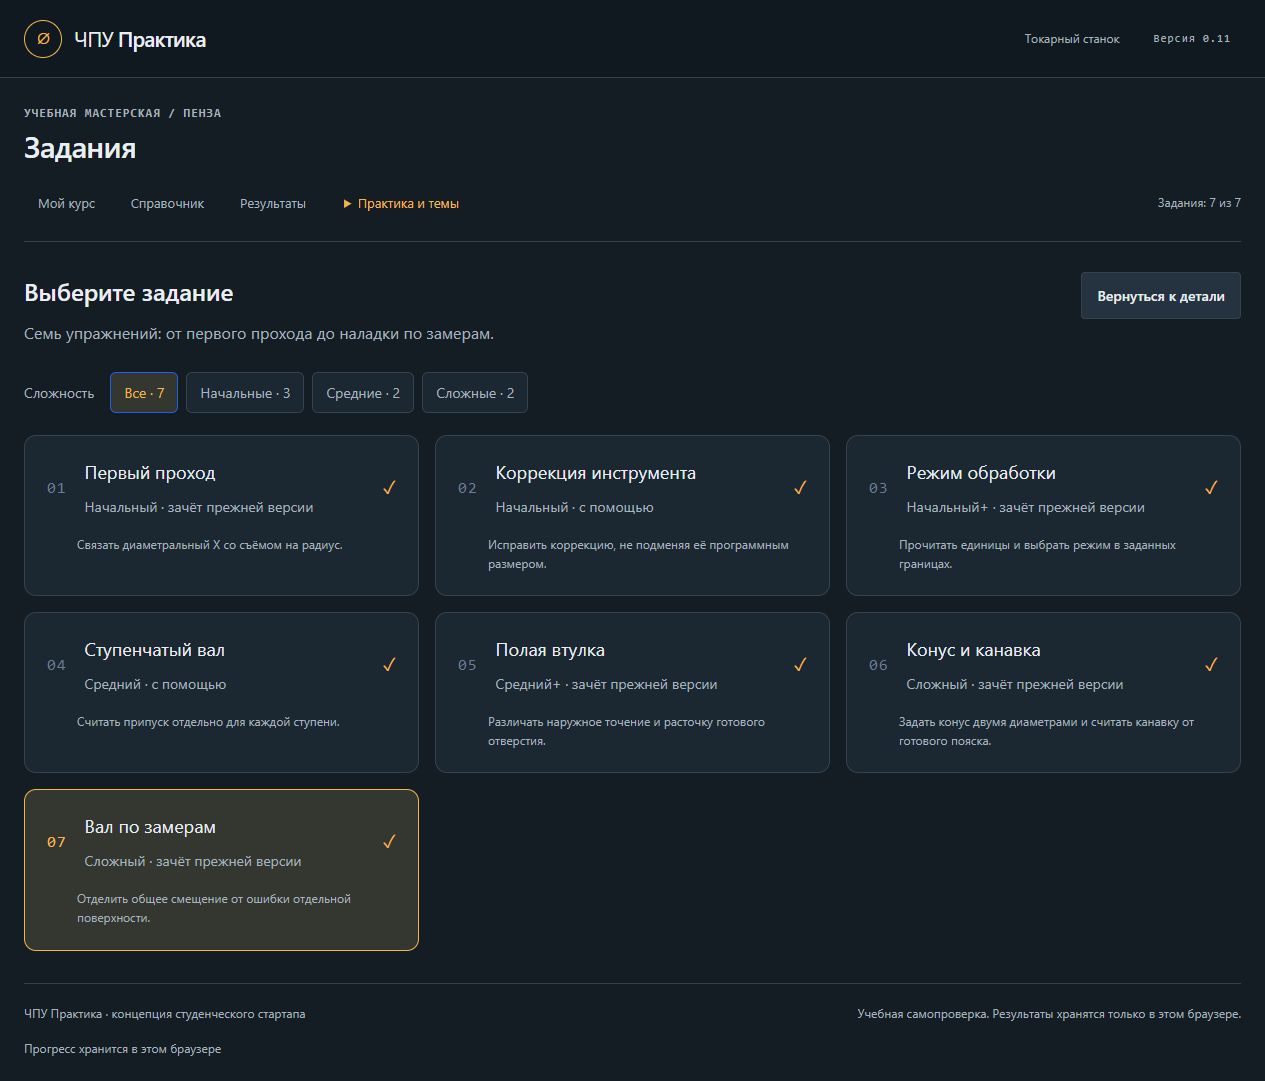 ЧПУ Практика
Токарный станок
Версия 0.11
УЧЕБНАЯ МАСТЕРСКАЯ / ПЕНЗА
Задания
Мой курс
Справочник
Результаты
▶ Практика и темы
Задания: 7 из 7
Выберите задание
Вернуться к детали
Семь упражнений: от первого прохода до наладки по замерам.
Сложность
Все · 7
Начальные · 3
Средние · 2
Сложные · 2
01
Первый проход
✓
Начальный · зачёт прежней версии
Связать диаметральный X со съёмом на радиус.
02
Коррекция инструмента
✓
Начальный · с помощью
Исправить коррекцию, не подменяя её программным
размером.
03
Режим обработки
✓
Начальный+ · зачёт прежней версии
Прочитать единицы и выбрать режим в заданных
границах.
04
Ступенчатый вал
✓
Средний · с помощью
Считать припуск отдельно для каждой ступени.
05
Полая втулка
✓
Средний+ · зачёт прежней версии
Различать наружное точение и расточку готового
отверстия.
06
Конус и канавка
✓
Сложный · зачёт прежней версии
Задать конус двумя диаметрами и считать канавку от
готового пояска.
07
Вал по замерам
✓
Сложный · зачёт прежней версии
Отделить общее смещение от ошибки отдельной
поверхности.
ЧПУ Практика · концепция студенческого стартапа
Учебная самопроверка. Результаты хранятся только в этом браузере.
Прогресс хранится в этом браузере